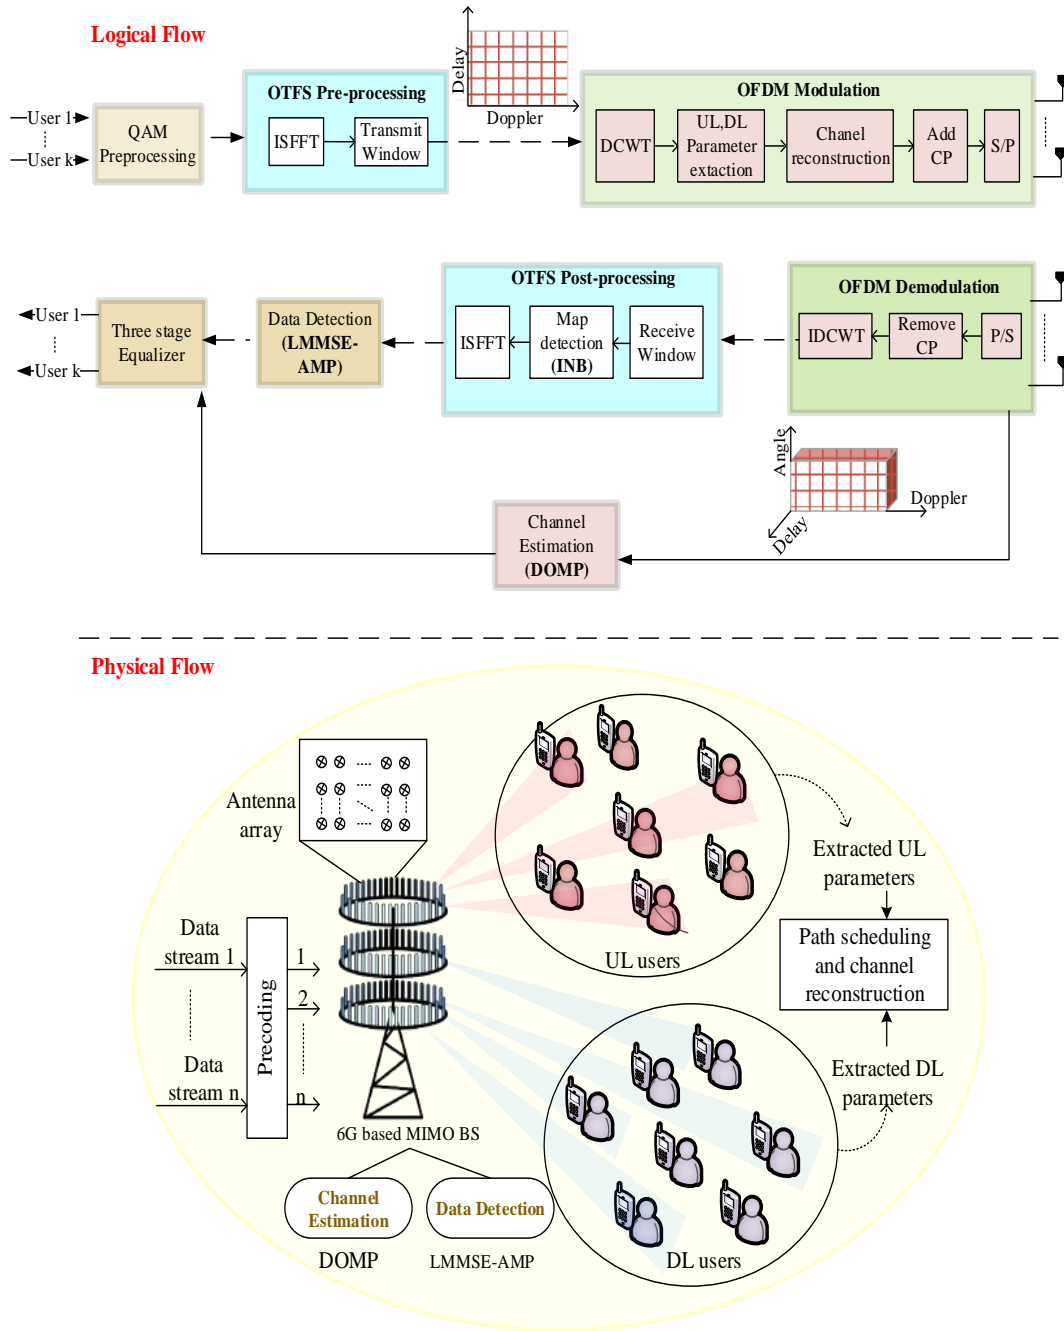 Logical Flow
User 1
User k
QAM
Preprocessing
OTFS Pre-processing
ISFFT
Transmit
Window
Delay
Doppler
OFDM Modulation
DCWT
UL,DL
Parameter
extaction
Chanel
reconstruction
Add
CP
S/P
User 1
User k
Three stage
Equalizer
Data Detection
(LMMSE-
AMP)
OTFS Post-processing
ISFFT
Map
detection
(INB)
Receive
Window
OFDM Demodulation
IDCWT
Remove
CP
P/S
Angle
Doppler
Delay
Channel
Estimation
(DOMP)
Physical Flow
Antenna
array
Data
stream 1
Data
stream n
Precoding
1
2
n
6G based MIMO BS
Channel
Estimation
Data Detection
DOMP
LMMSE-AMP
UL users
DL users
Extracted UL
parameters
Path scheduling
and channel
reconstruction
Extracted DL
parameters